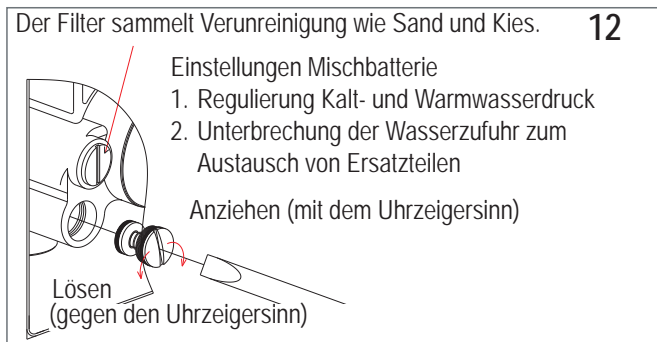 Der Filter sammelt Verunreinigung wie Sand und Kies.
12
Einstellungen Mischbatterie
1. Regulierung Kalt- und Warmwasserdruck
2. Unterbrechung der Wasserzufuhr zum
Austausch von Ersatzteilen
Anziehen (mit dem Uhrzeigersinn)
Lösen
(gegen den Uhrzeigersinn)